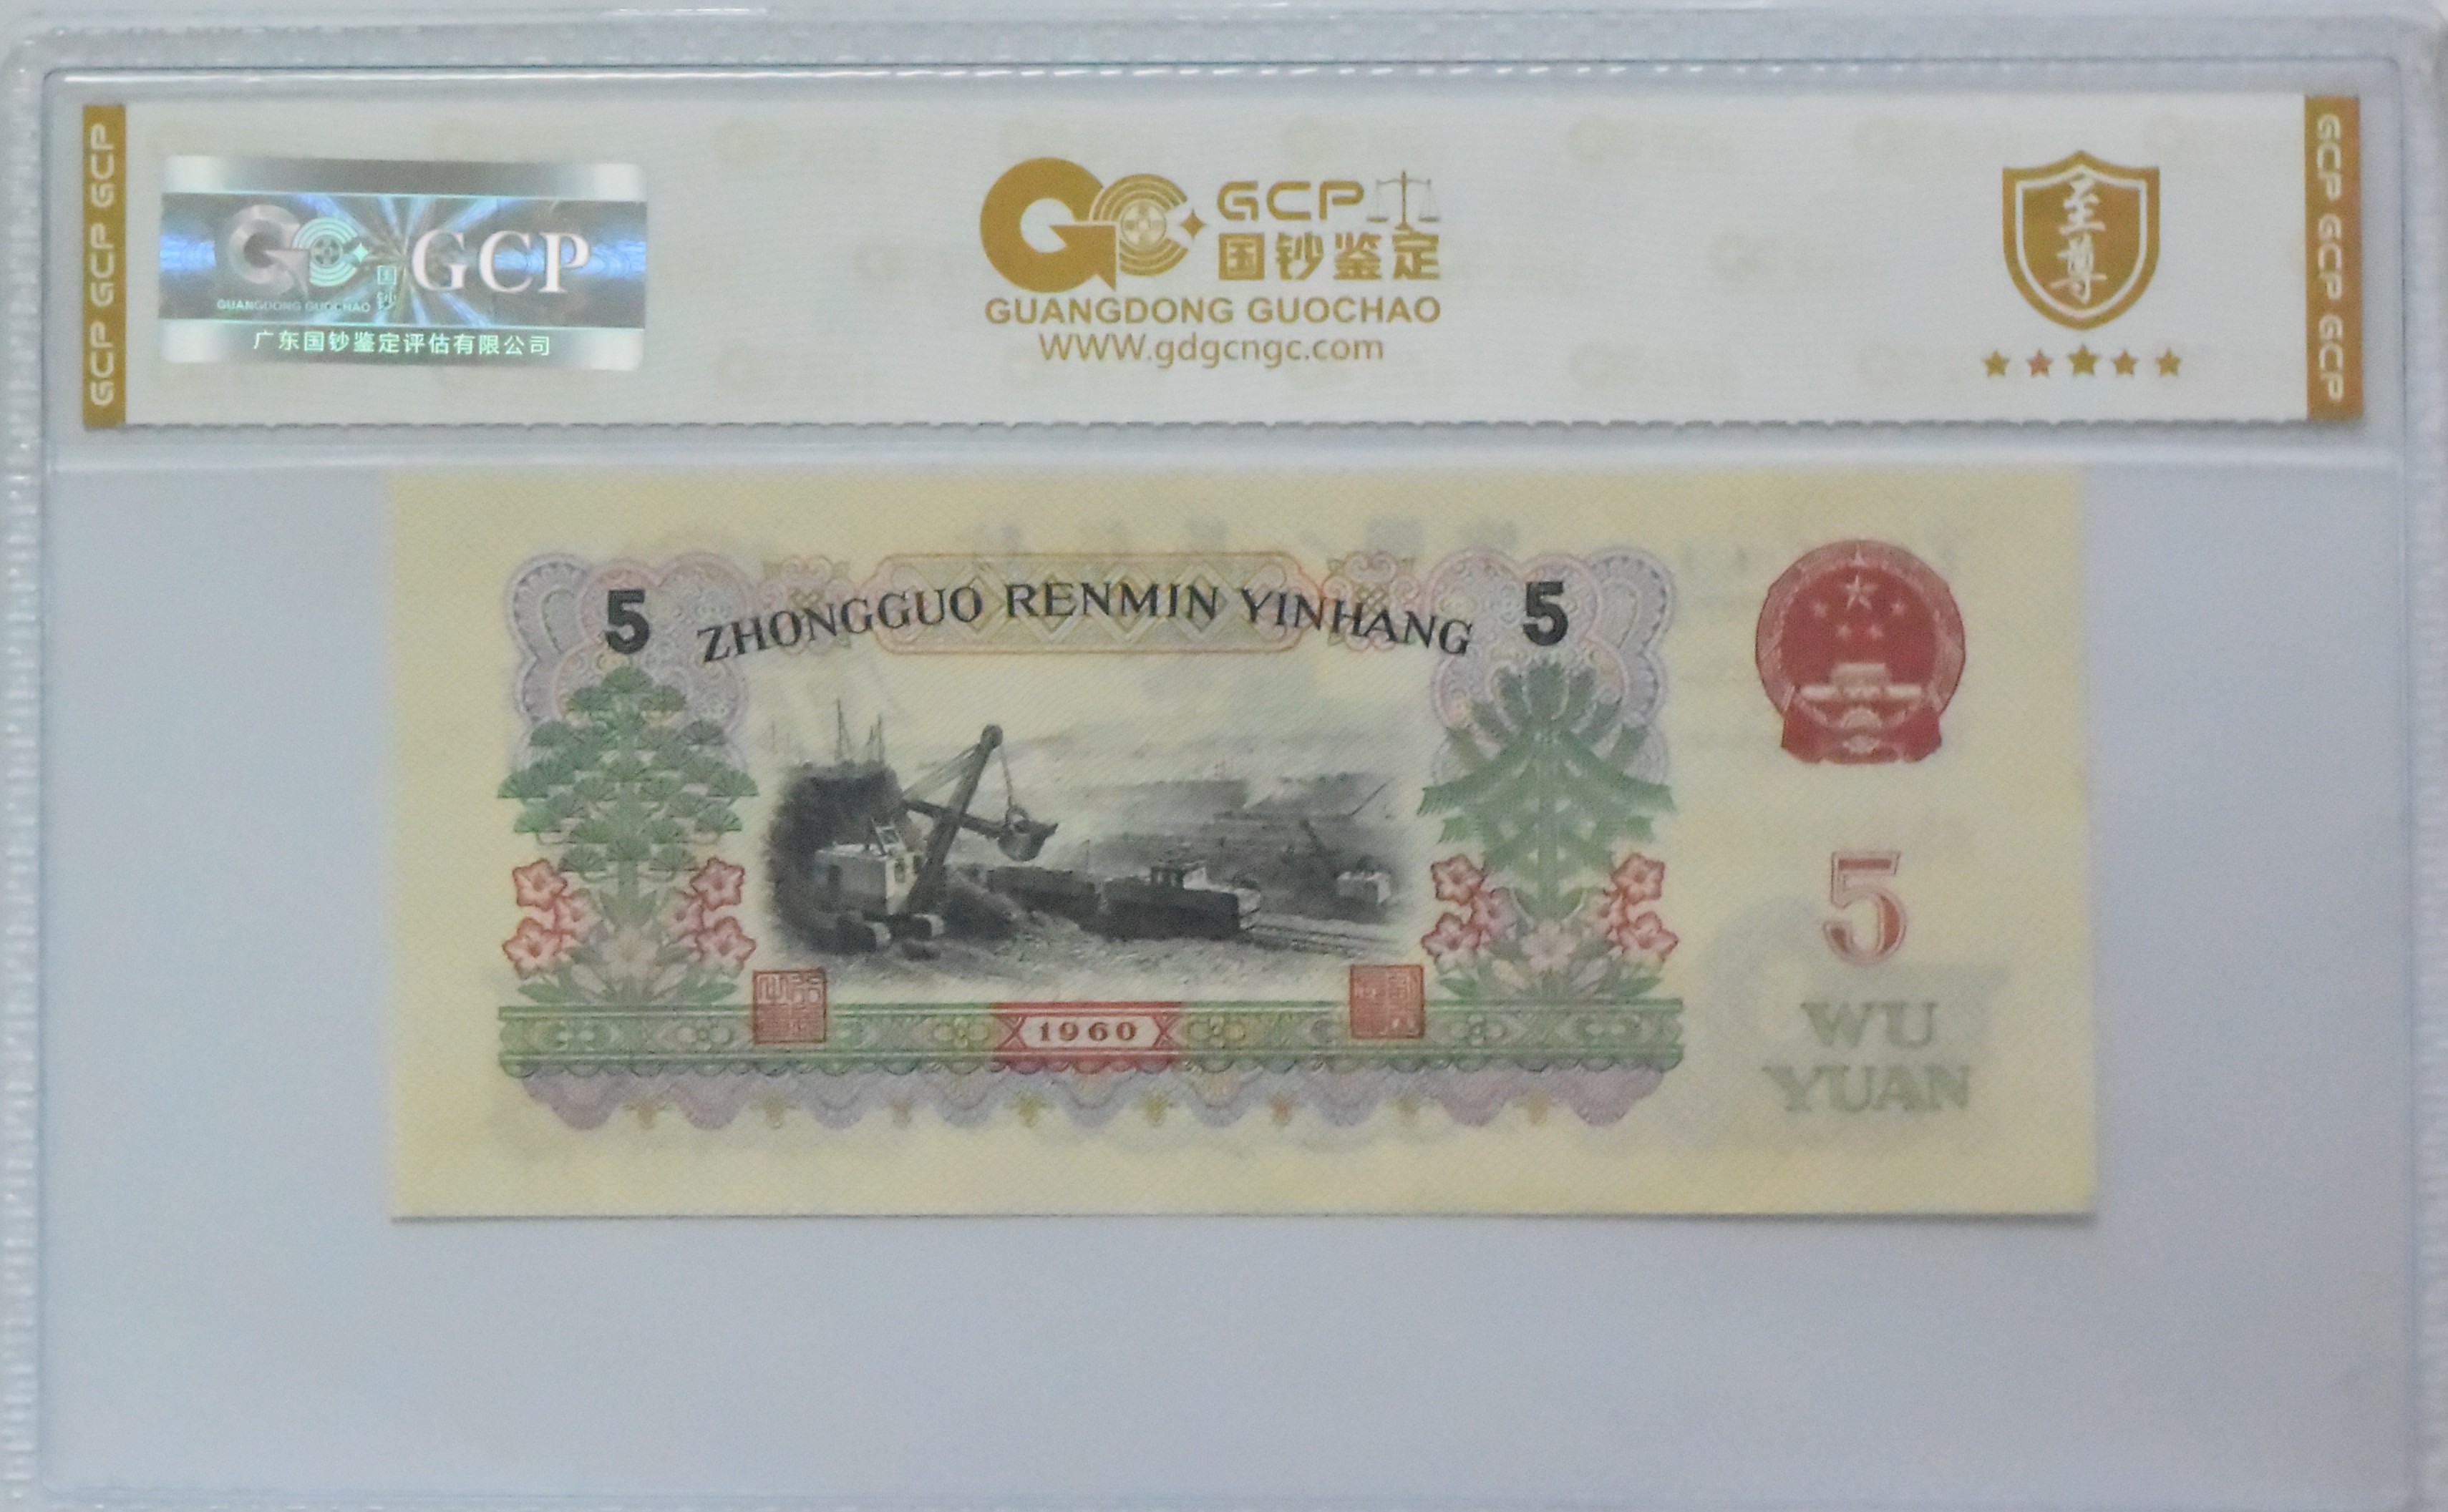 GCP GCP GCP
国钞
GCP
GUANGDONG GUOCHAO
广东国钞鉴定评估有限公司
GCP
国钞鉴定
GUANGDONG GUOCHAO
WWW.gdgcngc.com
至尊
GCP GCP GCP
5 ZHONGGUO RENMIN YINHANG 5
5
WU
YUAN
1960